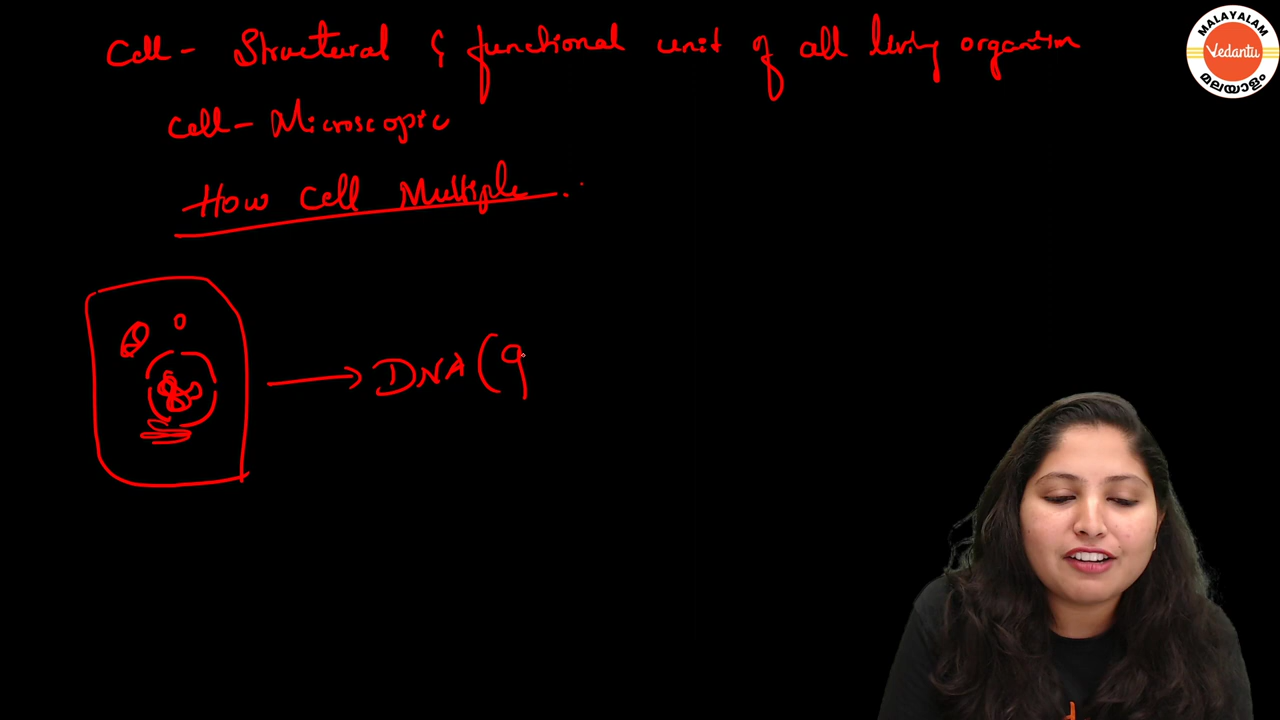 Cell - Structural & functional unit of all living organism
Cell - Microscopic
How Cell Multiple
DNA (g
MALAYALAM
Vedantu
മലയാളം